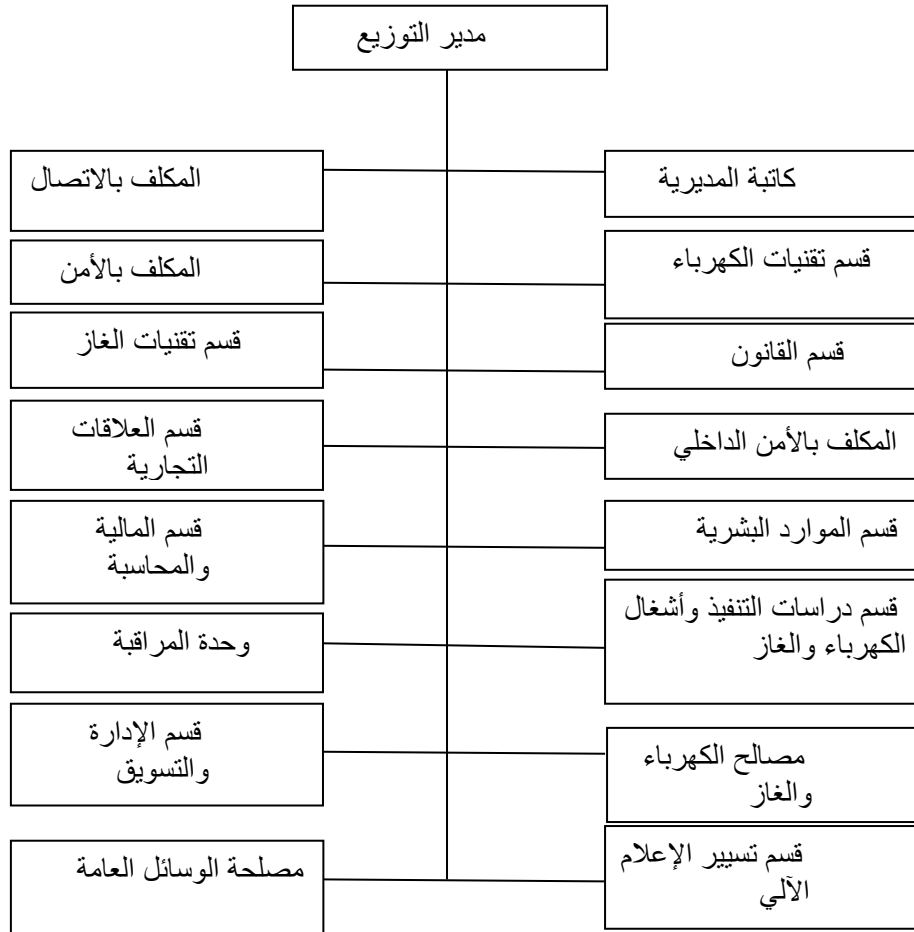 مدير التوزيع
كاتبة المديرية
المكلف بالاتصال
قسم تقنيات الكهرباء
المكلف بالأمن
قسم القانون
قسم تقنيات الغاز
المكلف بالأمن الداخلي
قسم العلاقات
التجارية
قسم الموارد البشرية
قسم المالية
والمحاسبة
قسم دراسات التنفيذ وأشغال
الكهرباء والغاز
وحدة المراقبة
مصالح الكهرباء
والغاز
قسم الإدارة
والتسويق
قسم تسيير الإعلام
الآلي
مصلحة الوسائل العامة